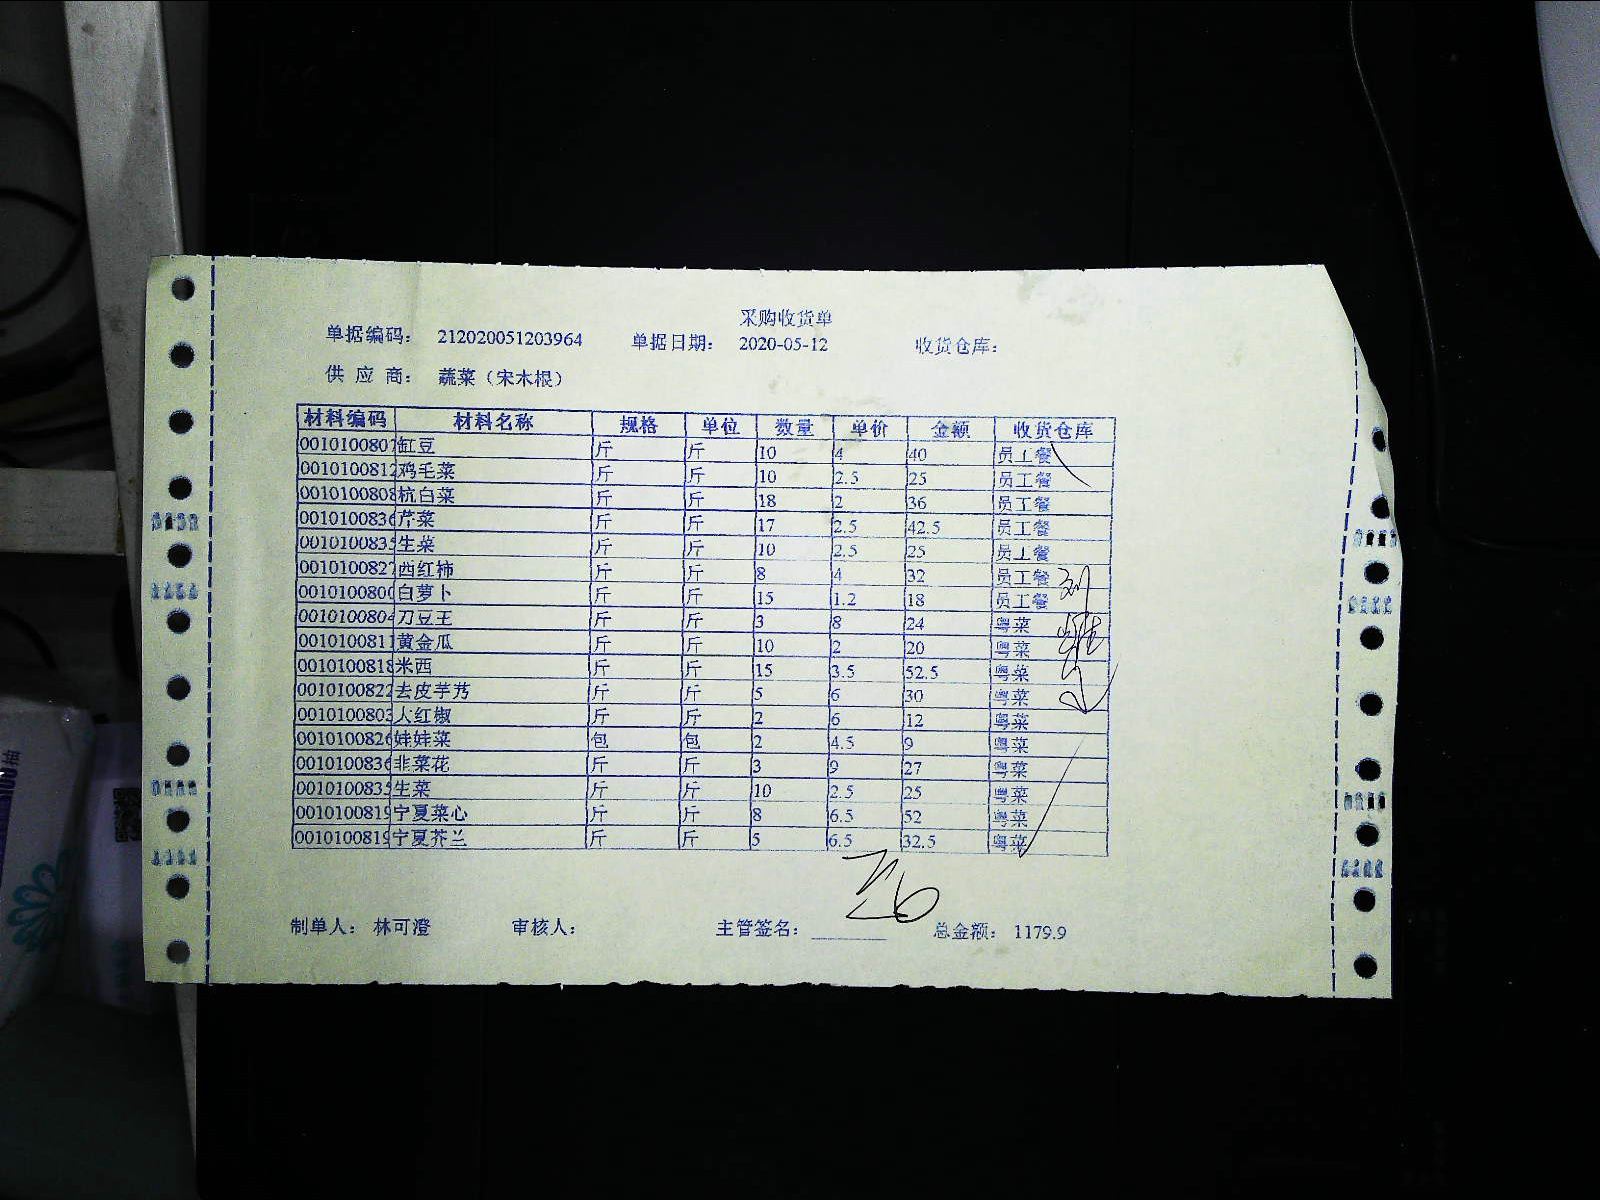 采购收货单
单据编码： 212020051203964 单据日期： 2020-05-12 收货仓库：
供 应 商： 蔬菜（宋木根）
材料编码 材料名称 规格 单位 数量 单价 金额 收货仓库
0010100807 缸豆 斤 斤 10 4 40 员工餐
0010100812 鸡毛菜 斤 斤 10 2.5 25 员工餐
0010100808 杭白菜 斤 斤 18 2 36 员工餐
0010100836 芹菜 斤 斤 17 2.5 42.5 员工餐
0010100835 生菜 斤 斤 10 2.5 25 员工餐
0010100827 西红柿 斤 斤 8 4 32 员工餐
0010100800 白萝卜 斤 斤 15 1.2 18 员工餐
0010100804 刀豆王 斤 斤 3 8 24 粤菜
0010100811 黄金瓜 斤 斤 10 2 20 粤菜
0010100818 米西 斤 斤 15 3.5 52.5 粤菜
0010100822 去皮芋艿 斤 斤 5 6 30 粤菜
0010100803 大红椒 斤 斤 2 6 12 粤菜
0010100826 娃娃菜 包 包 2 4.5 9 粤菜
0010100836 韭菜花 斤 斤 3 9 27 粤菜
0010100835 生菜 斤 斤 10 2.5 25 粤菜
0010100819 宁夏菜心 斤 斤 8 6.5 52 粤菜
0010100819 宁夏芥兰 斤 斤 5 6.5 32.5 粤菜
制单人： 林可澄 审核人： 主管签名： 总金额： 1179.9